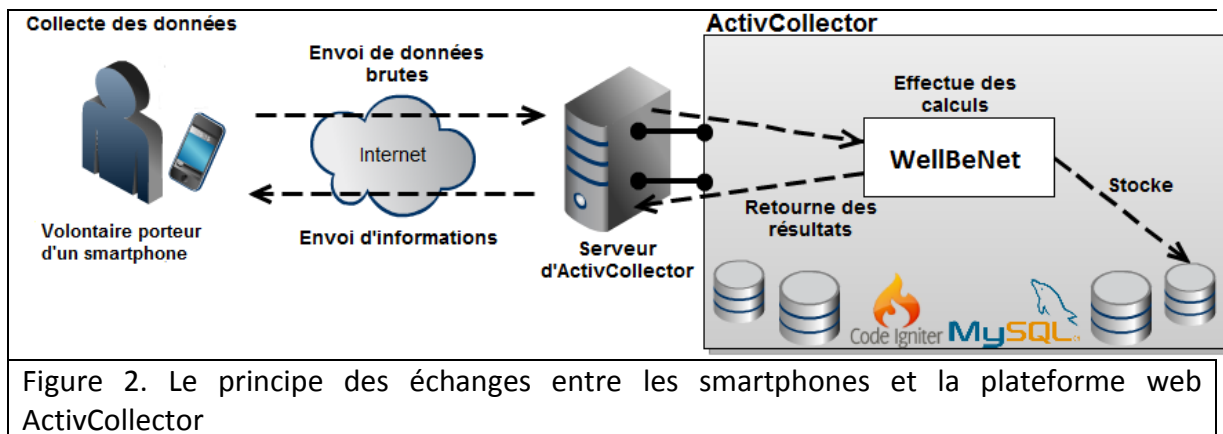 Collecte des données
ActivCollector
Envoi de données
brutes
Effectue des
calculs
Internet
WellBeNet
Stocke
Volontaire porteur
d'un smartphone
Envoi d'informations
Retourne des
résultats
Serveur
d'ActivCollector
Code Igniter
MySQL
Figure 2. Le principe des échanges entre les smartphones et la plateforme web
ActivCollector